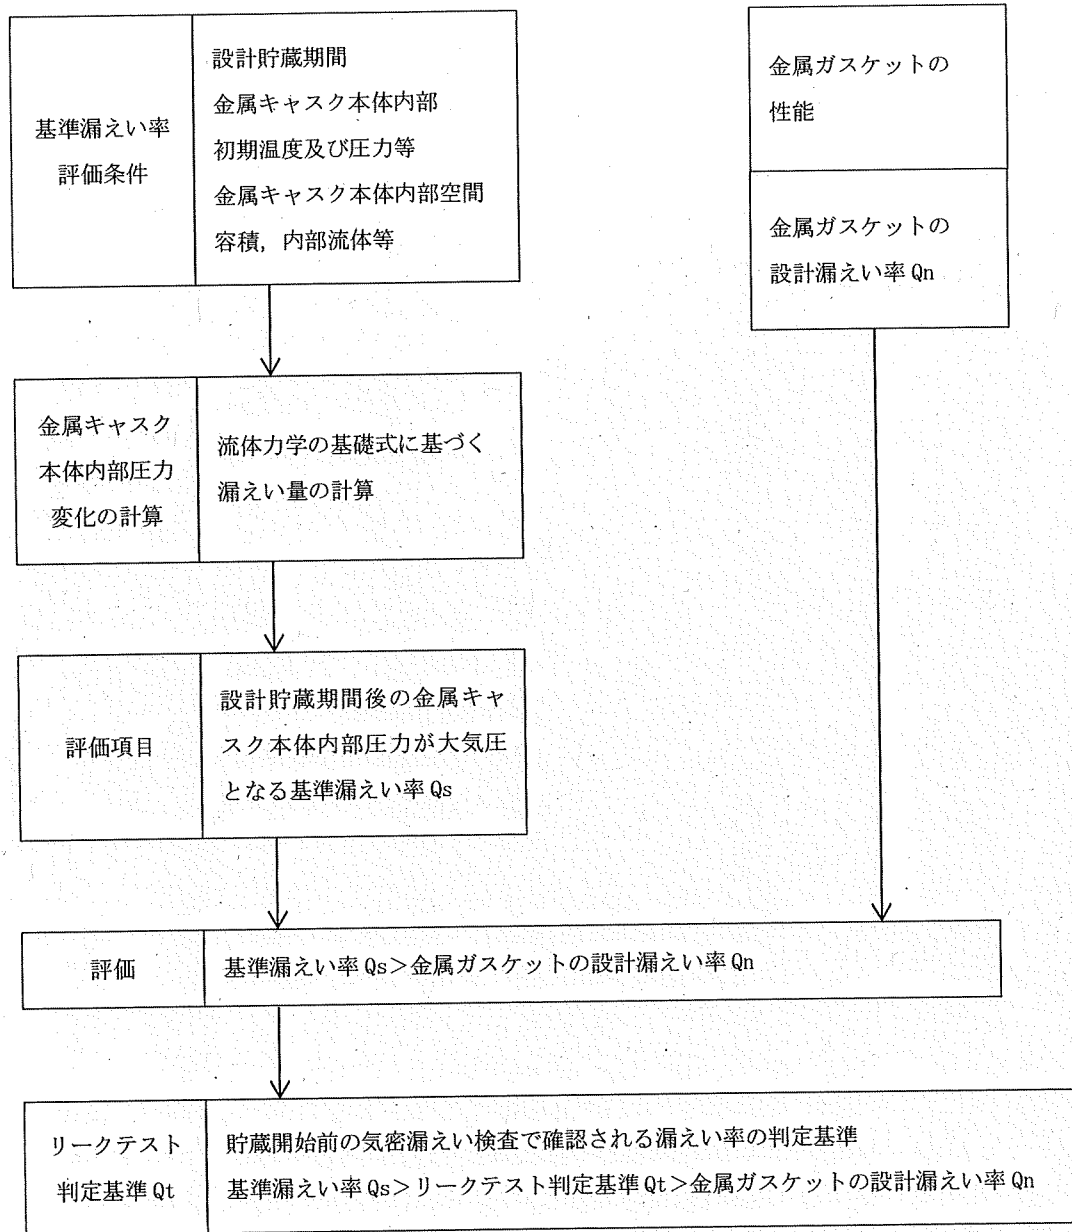 基準漏えい率
評価条件
設計貯蔵期間
金属キャスク本体内部
初期温度及び圧力等
金属キャスク本体内部空間
容積，内部流体等
金属ガスケットの
性能
金属ガスケットの
設計漏えい率 Qn
金属キャスク
本体内部圧力
変化の計算
流体力学の基礎式に基づく
漏えい量の計算
評価項目
設計貯蔵期間後の金属キャ
スク本体内部圧力が大気圧
となる基準漏えい率 Qs
評価
基準漏えい率 Qs＞金属ガスケットの設計漏えい率 Qn
リークテスト
判定基準 Qt
貯蔵開始前の気密漏えい検査で確認される漏えい率の判定基準
基準漏えい率 Qs＞リークテスト判定基準 Qt＞金属ガスケットの設計漏えい率 Qn